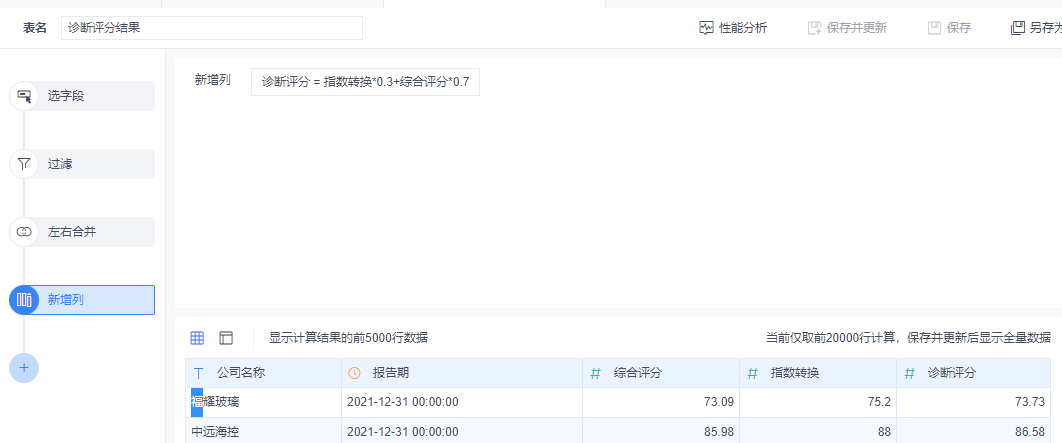 表名 诊断评分结果 性能分析 保存并更新 保存 另存为
选字段
过滤
左右合并
新增列
+
新增列 诊断评分 = 指数转换*0.3+综合评分*0.7
显示计算结果的前5000行数据 当前仅取前20000行计算，保存并更新后显示全量数据
T 公司名称 报告期 # 综合评分 # 指数转换 # 诊断评分
福耀玻璃 2021-12-31 00:00:00 73.09 75.2 73.73
中远海控 2021-12-31 00:00:00 85.98 88 86.58